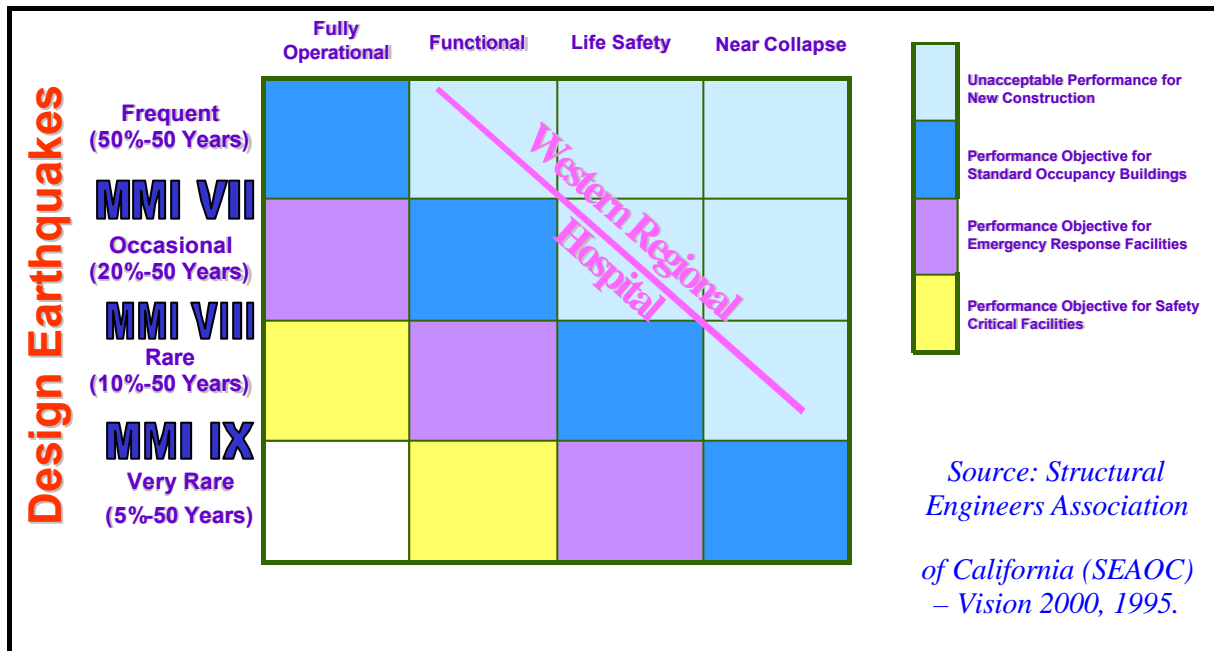 Fully
Operational
Functional
Life Safety
Near Collapse
Design Earthquakes
Frequent
(50%-50 Years)
MMI VII
Occasional
(20%-50 Years)
MMI VIII
Rare
(10%-50 Years)
MMI IX
Very Rare
(5%-50 Years)
Western Regional
Hospital
Unacceptable Performance for
New Construction
Performance Objective for
Standard Occupancy Buildings
Performance Objective for
Emergency Response Facilities
Performance Objective for Safety
Critical Facilities
Source: Structural
Engineers Association
of California (SEAOC)
– Vision 2000, 1995.